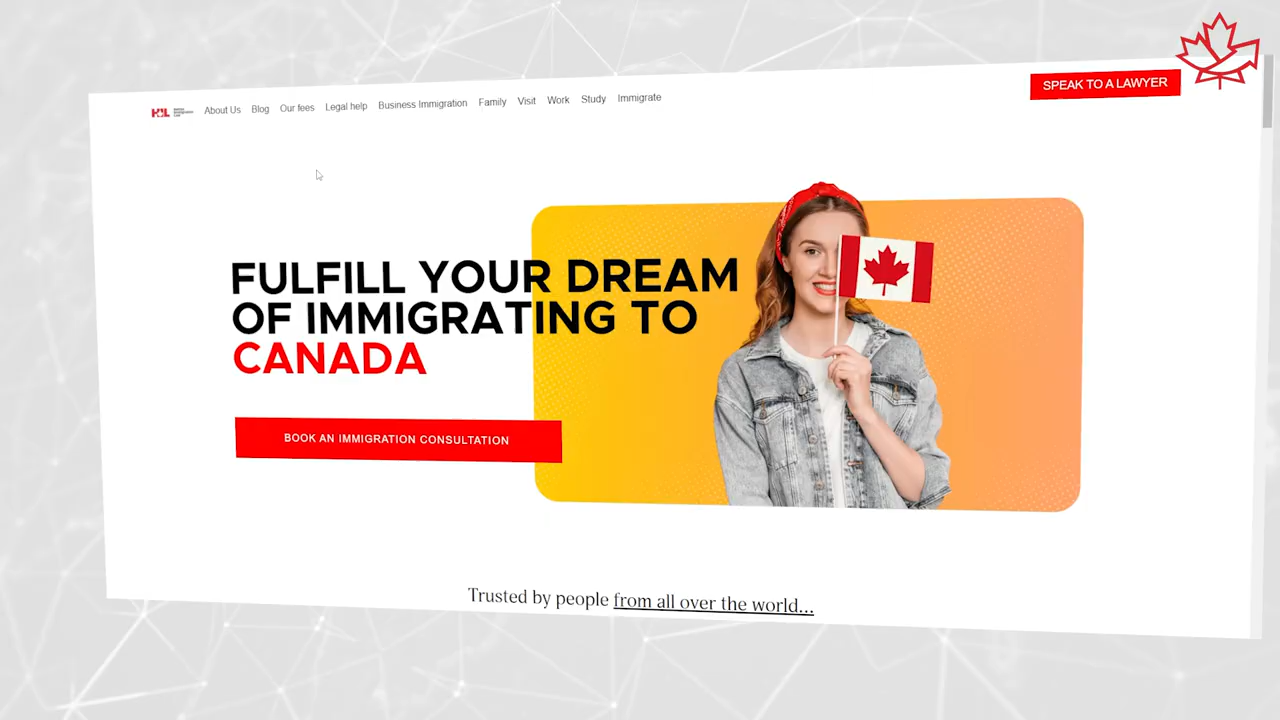 About Us Blog Our fees Legal help Business Immigration Family Visit Work Study Immigrate
SPEAK TO A LAWYER
FULFILL YOUR DREAM
OF IMMIGRATING TO
CANADA
BOOK AN IMMIGRATION CONSULTATION
Trusted by people from all over the world...